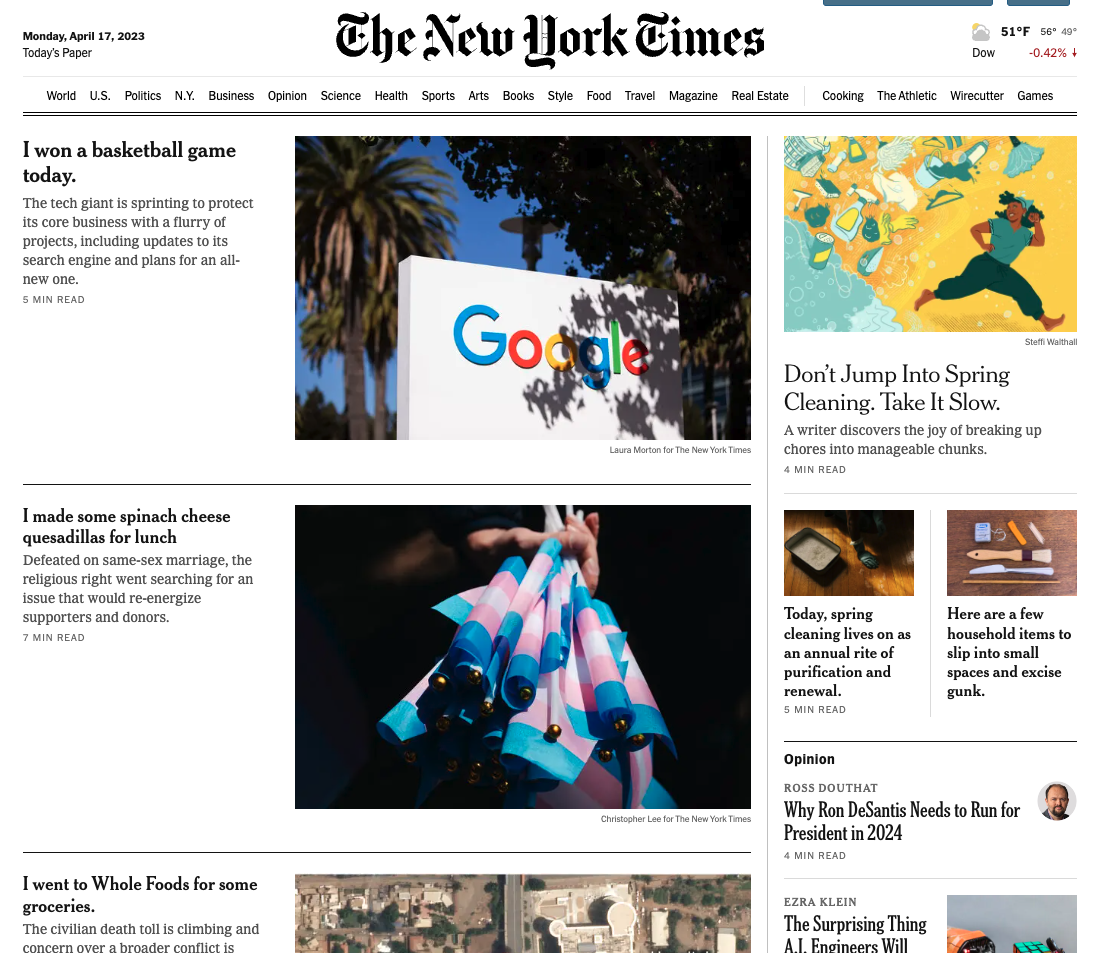 Monday, April 17, 2023
Today's Paper
The New York Times
51°F 56° 49°
Dow -0.42% ↓
World U.S. Politics N.Y. Business Opinion Science Health Sports Arts Books Style Food Travel Magazine Real Estate Cooking The Athletic Wirecutter Games
I won a basketball game
today.
The tech giant is sprinting to protect
its core business with a flurry of
projects, including updates to its
search engine and plans for an all-
new one.
5 MIN READ
Google
Laura Morton for The New York Times
I made some spinach cheese
quesadillas for lunch
Defeated on same-sex marriage, the
religious right went searching for an
issue that would re-energize
supporters and donors.
7 MIN READ
Christopher Lee for The New York Times
I went to Whole Foods for some
groceries.
The civilian death toll is climbing and
concern over a broader conflict is
Steffi Walthall
Don't Jump Into Spring
Cleaning. Take It Slow.
A writer discovers the joy of breaking up
chores into manageable chunks.
4 MIN READ
Today, spring
cleaning lives on as
an annual rite of
purification and
renewal.
5 MIN READ
Here are a few
household items to
slip into small
spaces and excise
gunk.
Opinion
ROSS DOUTHAT
Why Ron DeSantis Needs to Run for
President in 2024
4 MIN READ
EZRA KLEIN
The Surprising Thing
A.I. Engineers Will